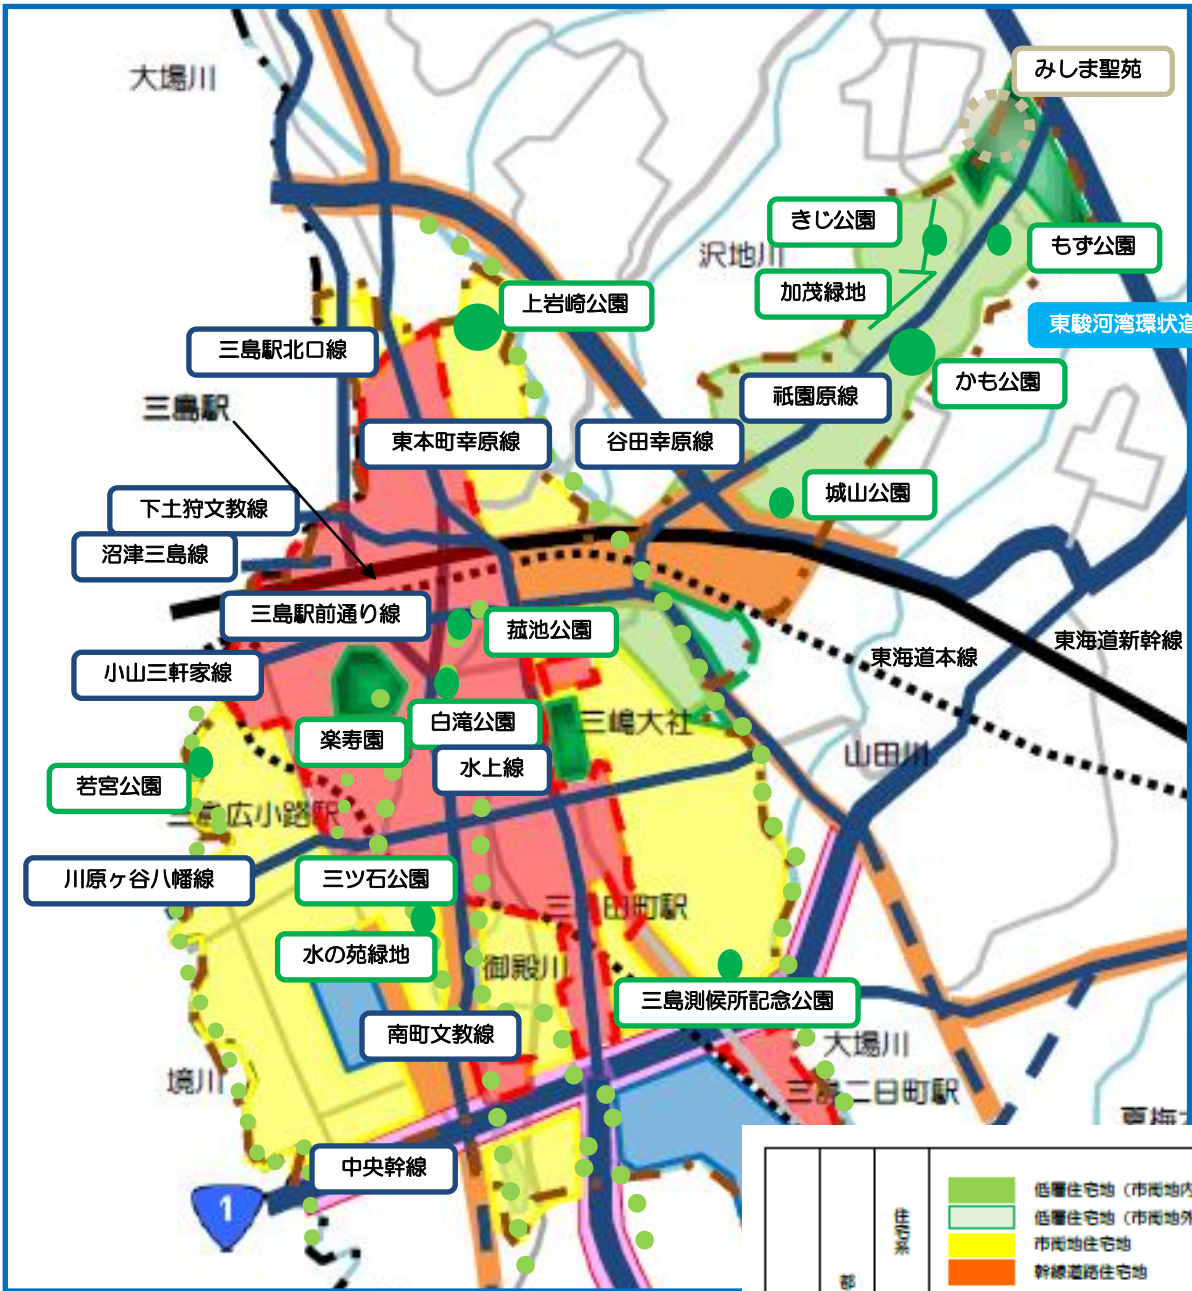 みしま聖苑
大場川
きじ公園
もず公園
沢地川
加茂緑地
上岩崎公園
東駿河湾環状道
三島駅北口線
かも公園
祇園原線
三島駅
東本町幸原線
谷田幸原線
城山公園
下土狩文教線
沼津三島線
三島駅前通り線
菰池公園
東海道新幹線
東海道本線
小山三軒家線
白滝公園
三嶋大社
楽寿園
水上線
山田川
若宮公園
三島広小路駅
川原ヶ谷八幡線
三ツ石公園
三島田町駅
水の苑緑地
御殿川
三島測候所記念公園
南町文教線
大場川
境川
三島二日町駅
夏梅木
中央幹線
1
住宅系
都
低層住宅地（市街地内
低層住宅地（市街地外
市街地住宅地
幹線道路住宅地